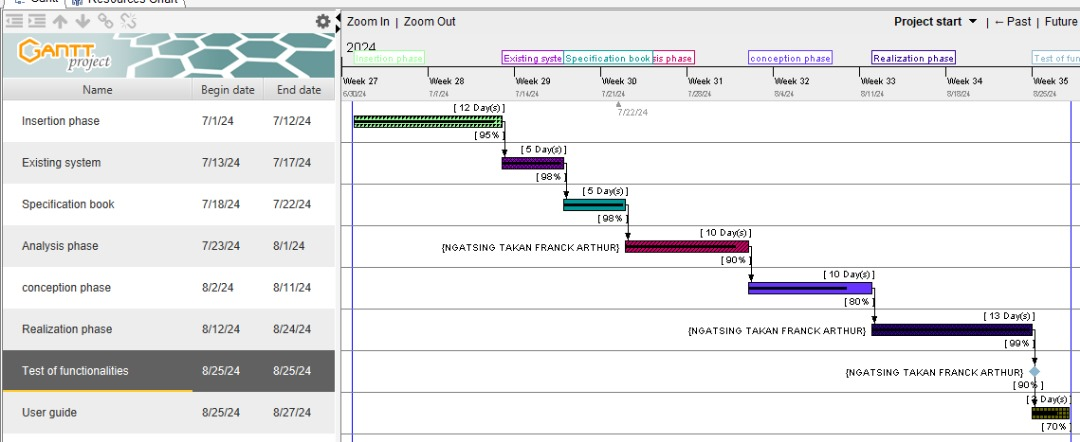 Gantt
Resources Chart
Zoom In | Zoom Out
Project start
|
← Past | Future
GANTT
project
2024
Insertion phase
Existing syste
Specification book
sis phase
conception phase
Realization phase
Test of fun
Name
Begin date
End date
Week 27
Week 28
Week 29
Week 30
Week 31
Week 32
Week 33
Week 34
Week 35
6/30/24
7/7/24
7/14/24
7/21/24
7/28/24
8/4/24
8/11/24
8/18/24
8/25/24
7/22/24
Insertion phase 7/1/24 7/12/24
[ 12 Day(s) ]
[ 95% ]
Existing system 7/13/24 7/17/24
[ 5 Day(s) ]
[ 98% ]
Specification book 7/18/24 7/22/24
[ 5 Day(s) ]
[ 98% ]
Analysis phase 7/23/24 8/1/24
[ 10 Day(s) ]
{NGATSING TAKAN FRANCK ARTHUR}
[ 90% ]
conception phase 8/2/24 8/11/24
[ 10 Day(s) ]
[ 80% ]
Realization phase 8/12/24 8/24/24
[ 13 Day(s) ]
{NGATSING TAKAN FRANCK ARTHUR}
[ 99% ]
Test of functionalities 8/25/24 8/25/24
{NGATSING TAKAN FRANCK ARTHUR}
[ 90% ]
User guide 8/25/24 8/27/24
Day(s) ]
[ 70% ]